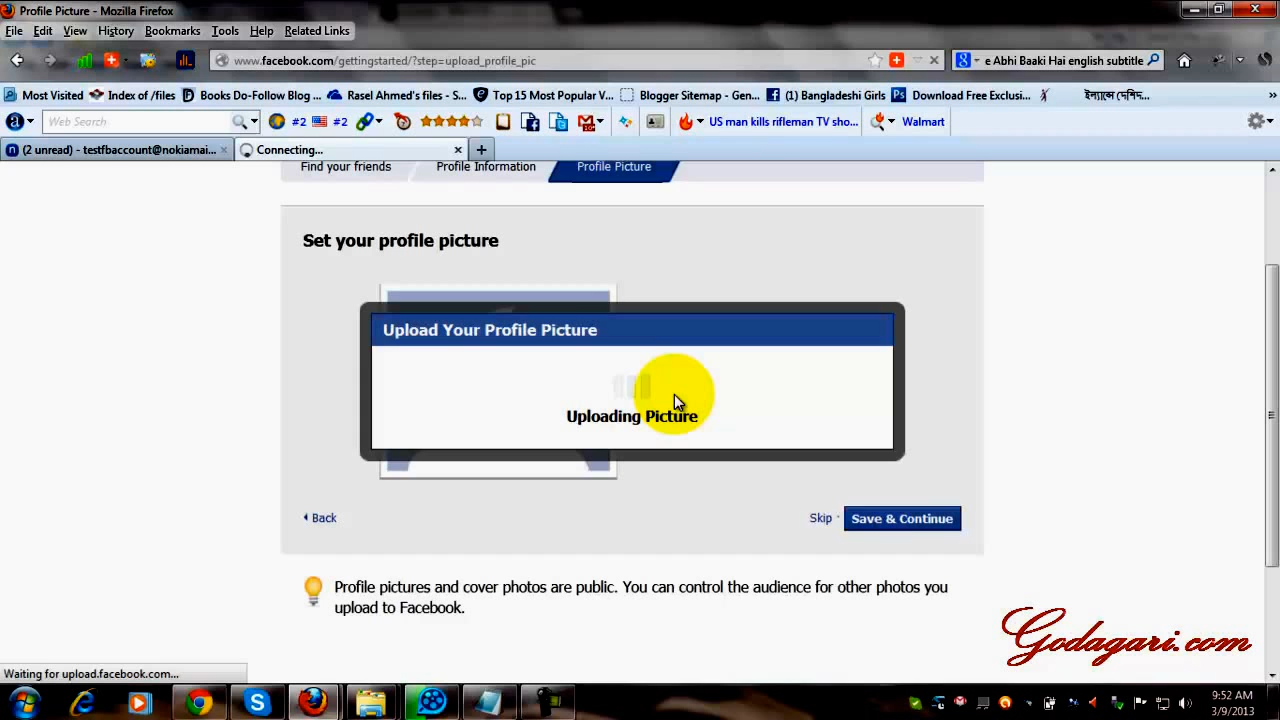 Profile Picture - Mozilla Firefox
File Edit View History Bookmarks Tools Help Related Links
www.facebook.com/gettingstarted/?step=upload_profile_pic
e Abhi Baaki Hai english subtitle
Most Visited Index of /files Books Do-Follow Blog ... Rasel Ahmed's files - S... Top 15 Most Popular V... Blogger Sitemap - Gen... (1) Bangladeshi Girls Download Free Exclusi... »
Web Search #2 #2 US man kills rifleman TV sho... Walmart
(2 unread) - testfbaccount@nokiamai... Connecting...
Find your friends Profile Information Profile Picture
Set your profile picture
Upload Your Profile Picture
Uploading Picture
Back Skip · Save & Continue
Profile pictures and cover photos are public. You can control the audience for other photos you
upload to Facebook.
Godagari.com
Waiting for upload.facebook.com...
9:52 AM
3/9/2013